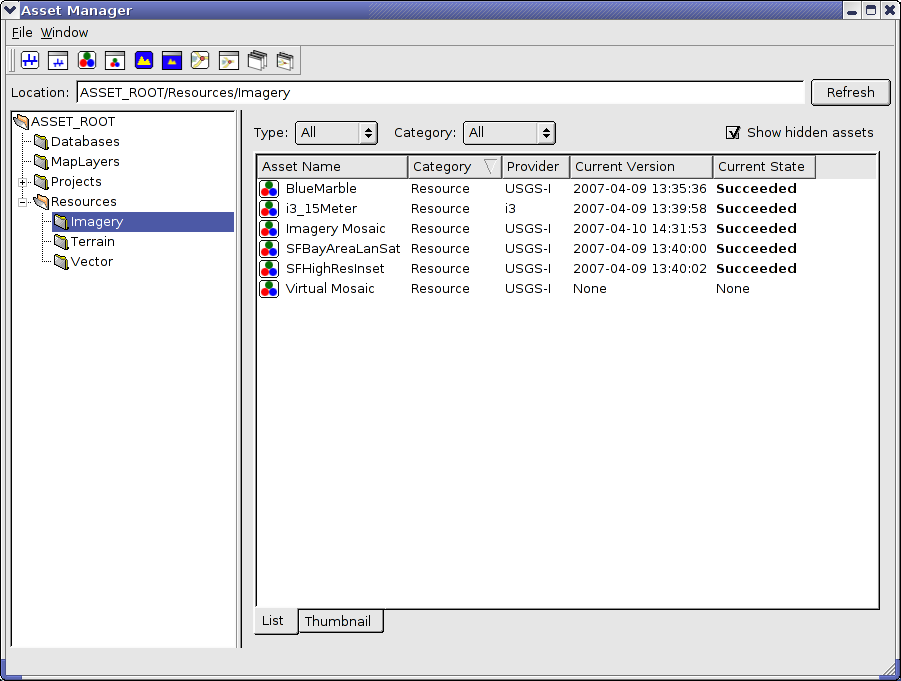 Asset Manager
File Window
Location: ASSET_ROOT/Resources/Imagery Refresh
ASSET_ROOT
Databases
MapLayers
Projects
Resources
Imagery
Terrain
Vector
Type: All Category: All Show hidden assets
Asset Name Category Provider Current Version Current State
BlueMarble Resource USGS-I 2007-04-09 13:35:36 Succeeded
i3_15Meter Resource i3 2007-04-09 13:39:58 Succeeded
Imagery Mosaic Resource USGS-I 2007-04-10 14:31:53 Succeeded
SFBayAreaLanSat Resource USGS-I 2007-04-09 13:40:00 Succeeded
SFHighResInset Resource USGS-I 2007-04-09 13:40:02 Succeeded
Virtual Mosaic Resource USGS-I None None
List Thumbnail